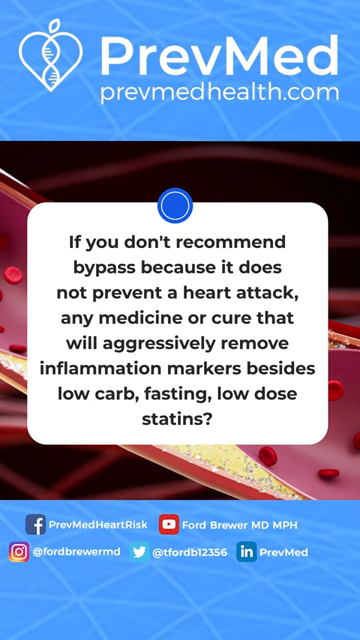 PrevMed
prevmedhealth.com
If you don't recommend
bypass because it does
not prevent a heart attack,
any medicine or cure that
will aggressively remove
inflammation markers besides
low carb, fasting, low dose
statins?
PrevMedHeartRisk Ford Brewer MD MPH
@fordbrewermd @tfordb12356 PrevMed